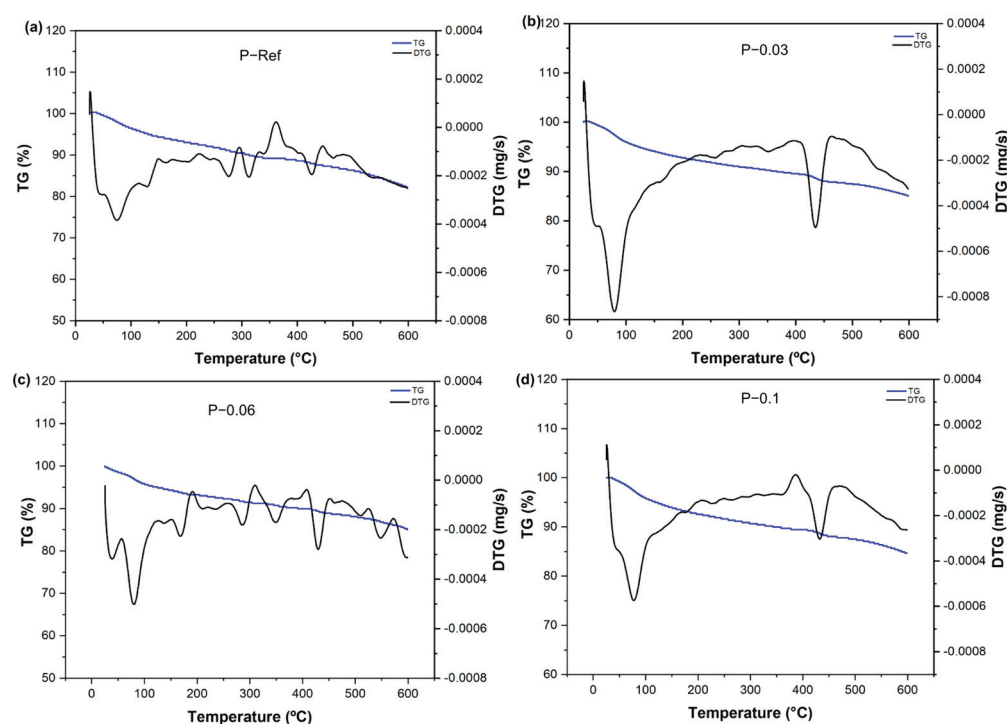 (a)
P−Ref
TG
DTG
120
110
100
90
80
70
60
50
TG (%)
0.0004
0.0002
0.0000
-0.0002
-0.0004
-0.0006
-0.0008
DTG (mg/s)
0 100 200 300 400 500 600
Temperature (°C)
(b)
P−0.03
TG
DTG
120
110
100
90
80
70
60
TG (%)
0.0004
0.0002
0.0000
-0.0002
-0.0004
-0.0006
-0.0008
DTG (mg/s)
0 100 200 300 400 500 600
Temperature (ºC)
(c)
P−0.06
TG
DTG
120
110
100
90
80
70
60
50
TG (%)
0.0004
0.0002
0.0000
-0.0002
-0.0004
-0.0006
-0.0008
DTG (mg/s)
0 100 200 300 400 500 600
Temperature (ºC)
(d)
P−0.1
TG
DTG
120
110
100
90
80
70
60
TG (%)
0.0004
0.0002
0.0000
-0.0002
-0.0004
-0.0006
-0.0008
DTG (mg/s)
0 100 200 300 400 500 600
Temperature (°C)